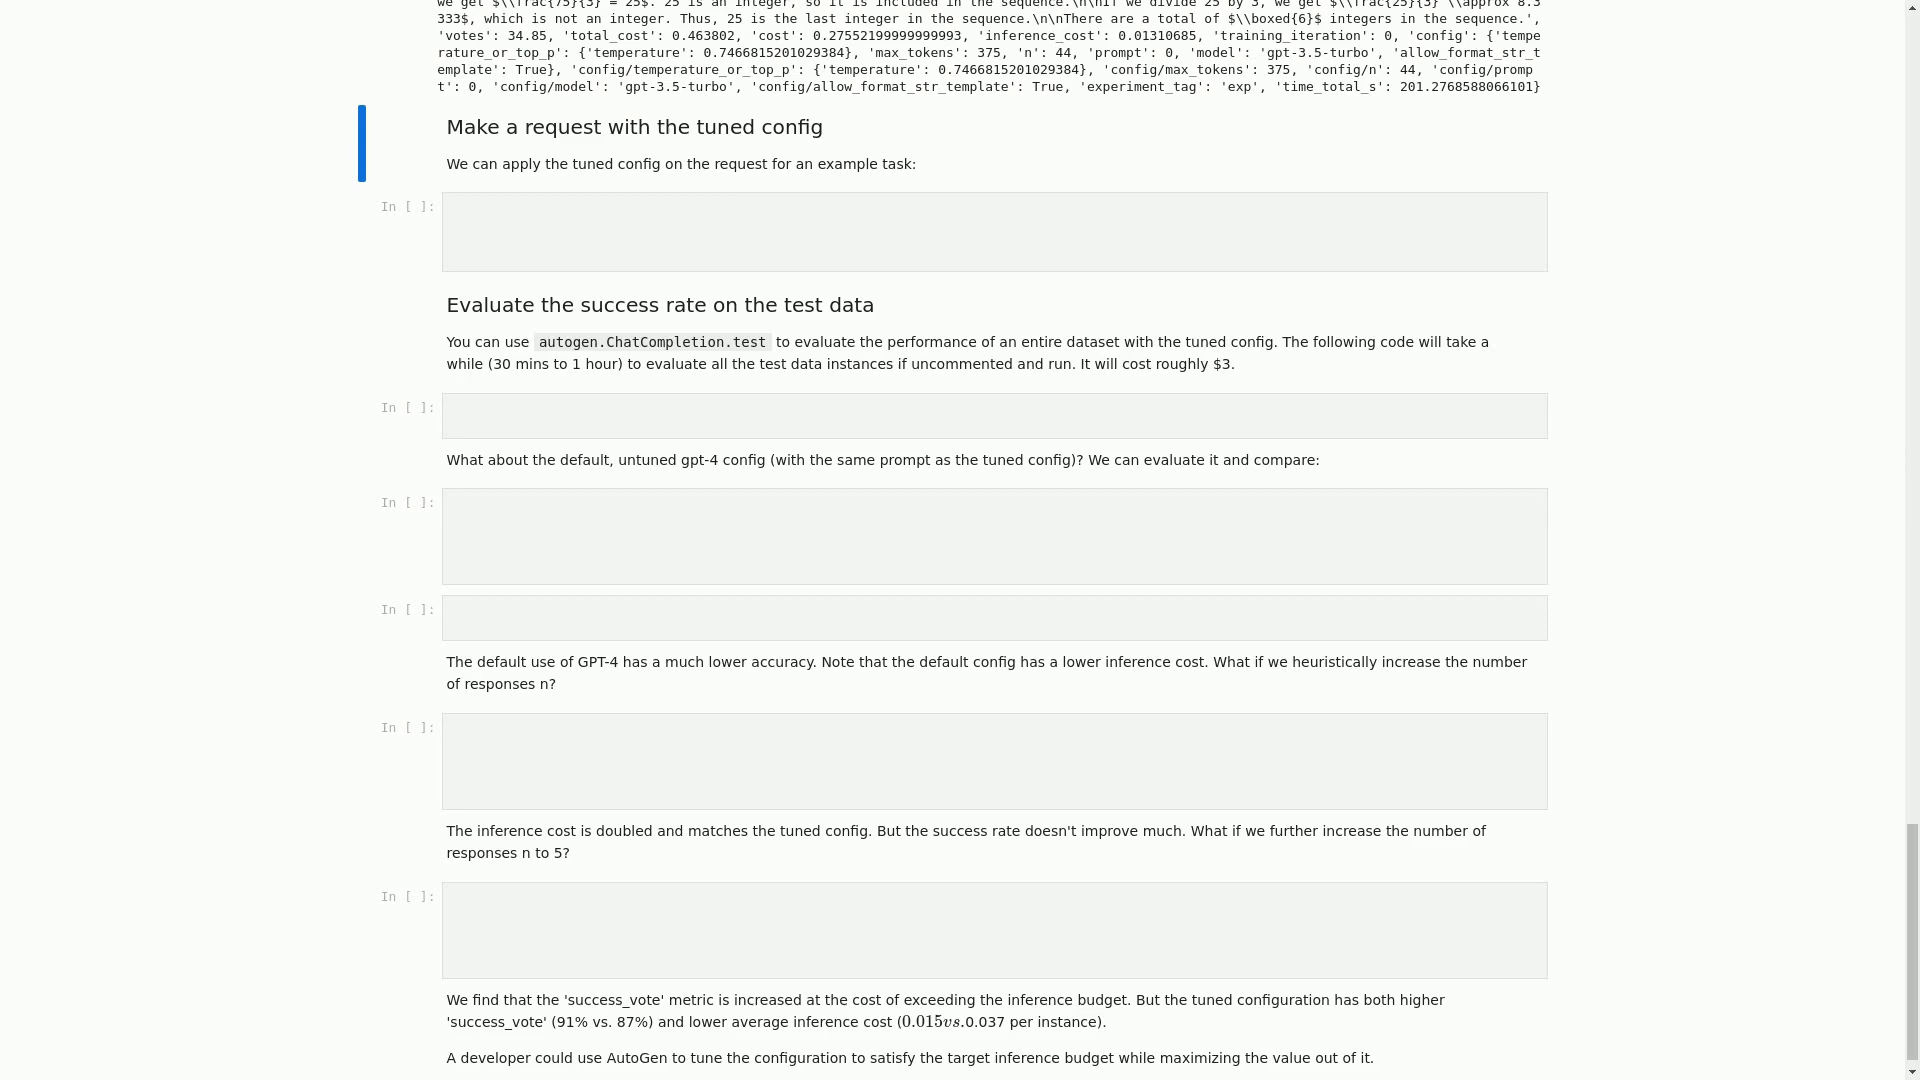 we get $\\frac{75}{3} = 25$. 25 is an integer, so it is included in the sequence.\n\nIf we divide 25 by 3, we get $\\frac{25}{3} \\approx 8.3
333$, which is not an integer. Thus, 25 is the last integer in the sequence.\n\nThere are a total of $\\boxed{6}$ integers in the sequence.',
'votes': 34.85, 'total_cost': 0.463802, 'cost': 0.27552199999999993, 'inference_cost': 0.01310685, 'training_iteration': 0, 'config': {'tempe
rature_or_top_p': {'temperature': 0.7466815201029384}, 'max_tokens': 375, 'n': 44, 'prompt': 0, 'model': 'gpt-3.5-turbo', 'allow_format_str_t
emplate': True}, 'config/temperature_or_top_p': {'temperature': 0.7466815201029384}, 'config/max_tokens': 375, 'config/n': 44, 'config/promp
t': 0, 'config/model': 'gpt-3.5-turbo', 'config/allow_format_str_template': True, 'experiment_tag': 'exp', 'time_total_s': 201.2768588066101}
Make a request with the tuned config
We can apply the tuned config on the request for an example task:
In [ ]:
Evaluate the success rate on the test data
You can use autogen.ChatCompletion.test to evaluate the performance of an entire dataset with the tuned config. The following code will take a
while (30 mins to 1 hour) to evaluate all the test data instances if uncommented and run. It will cost roughly $3.
In [ ]:
What about the default, untuned gpt-4 config (with the same prompt as the tuned config)? We can evaluate it and compare:
In [ ]:
In [ ]:
The default use of GPT-4 has a much lower accuracy. Note that the default config has a lower inference cost. What if we heuristically increase the number
of responses n?
In [ ]:
The inference cost is doubled and matches the tuned config. But the success rate doesn't improve much. What if we further increase the number of
responses n to 5?
In [ ]:
We find that the 'success_vote' metric is increased at the cost of exceeding the inference budget. But the tuned configuration has both higher
'success_vote' (91% vs. 87%) and lower average inference cost (0.015vs.0.037 per instance).
A developer could use AutoGen to tune the configuration to satisfy the target inference budget while maximizing the value out of it.